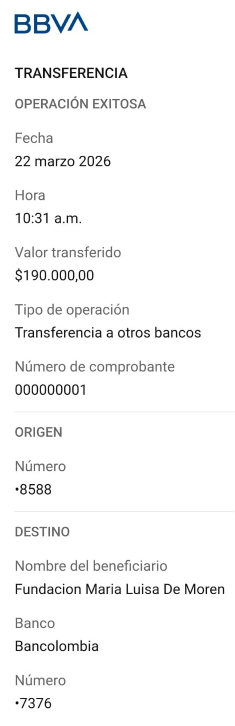 BBVA
TRANSFERENCIA
OPERACIÓN EXITOSA
Fecha
22 marzo 2026
Hora
10:31 a.m.
Valor transferido
$190.000,00
Tipo de operación
Transferencia a otros bancos
Número de comprobante
000000001
ORIGEN
Número
•8588
DESTINO
Nombre del beneficiario
Fundacion Maria Luisa De Moren
Banco
Bancolombia
Número
•7376